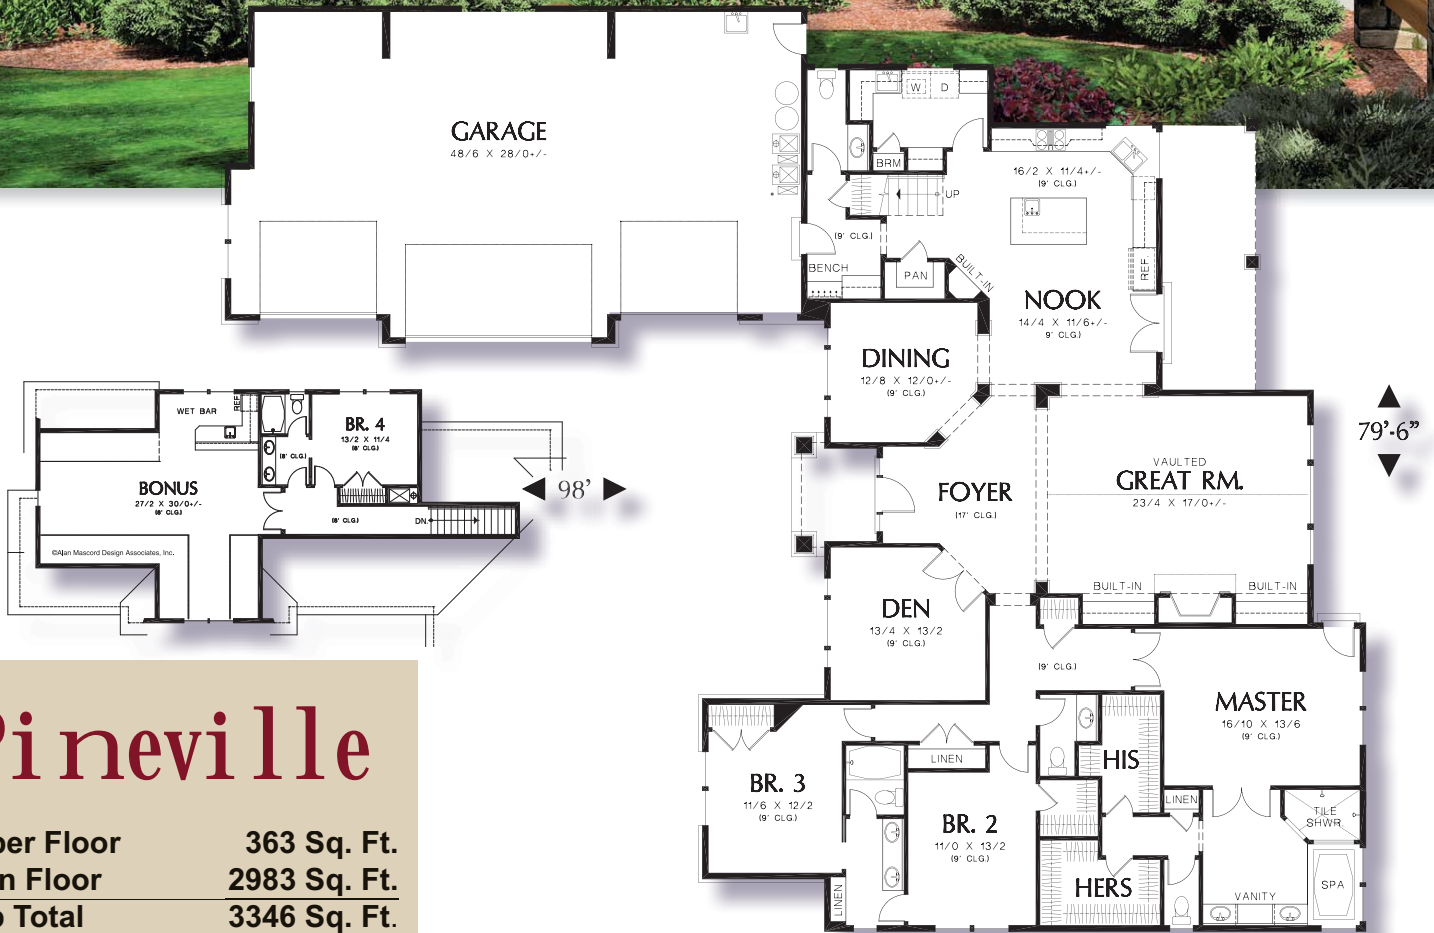 GARAGE
48/6 X 28/0+/-
W D
BRM
UP
(9' CLG.)
BENCH
PAN
BUILT-IN
16/2 X 11/4+/-
(9' CLG.)
REF.
NOOK
14/4 X 11/6+/-
9' CLG.)
DINING
12/8 X 12/0+/-
(9' CLG.)
79'-6"
FOYER
(17' CLG.)
VAULTED
GREAT RM.
23/4 X 17/0+/-
BUILT-IN
BUILT-IN
DEN
13/4 X 13/2
(9' CLG.)
(9' CLG.)
MASTER
16/10 X 13/6
(9' CLG.)
HIS
LINEN
LINEN
TILE
SHWR.
BR. 3
11/6 X 12/2
(9' CLG.)
BR. 2
11/0 X 13/2
(9' CLG.)
HERS
VANITY
SPA
LINEN
WET BAR
REF.
BR. 4
13/2 X 11/4
(8' CLG.)
(8' CLG.)
BONUS
27/2 X 30/0+/-
(8' CLG.)
(8' CLG.)
DN.
98'
©Alan Mascord Design Associates, Inc.
Pineville
per Floor 363 Sq. Ft.
n Floor 2983 Sq. Ft.
Total 3346 Sq. Ft.